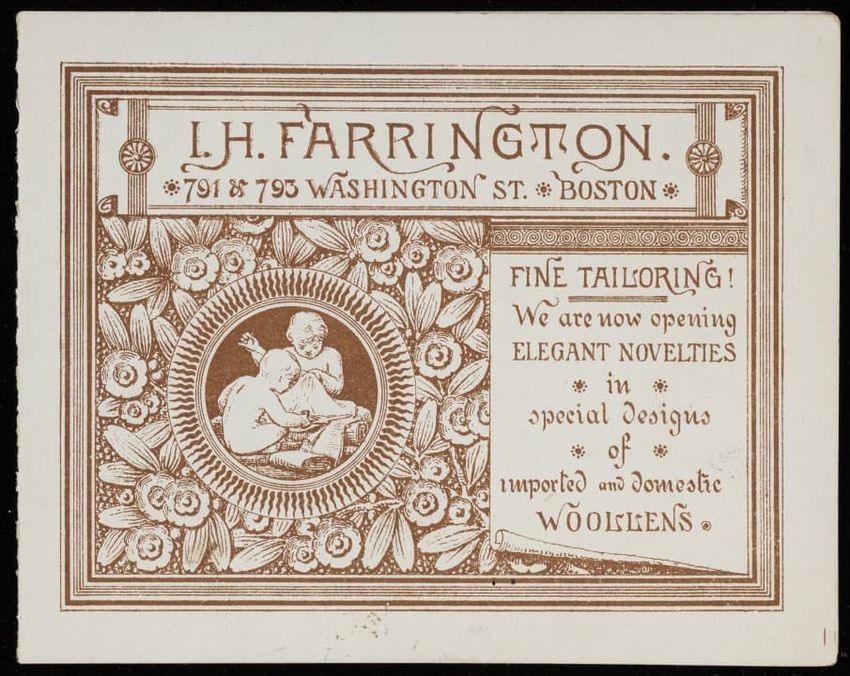 I. H. FARRINGTON.
791 & 793 WASHINGTON ST. BOSTON
FINE TAILORING!
We are now opening
ELEGANT NOVELTIES
in
special designs
of
imported and domestic
WOOLLENS.